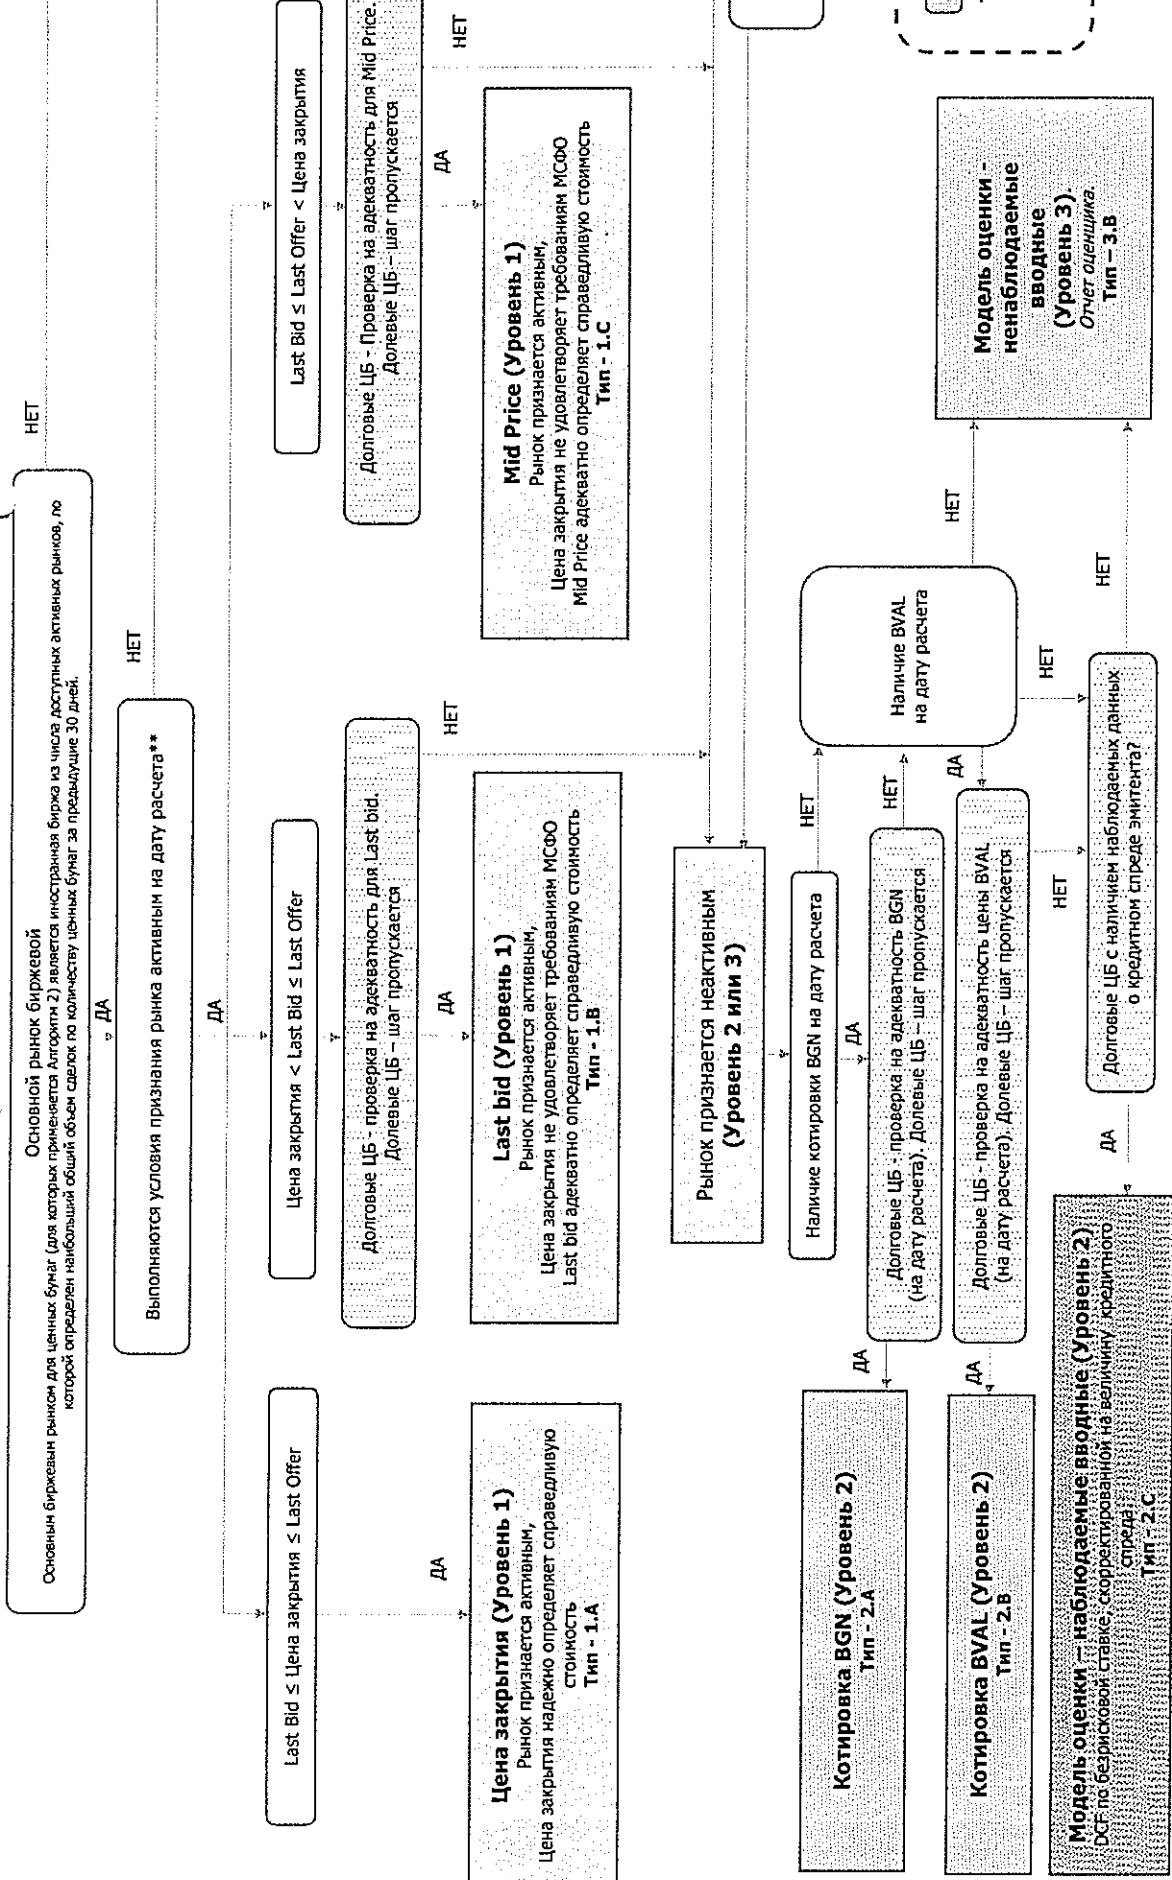 Основной рынок биржевой
Основным биржевым рынком для ценных бумаг (для которых применяется Алгоритм 2) является иностранная биржа из числа доступных активных рынков, по
которой определен наибольший общий объем сделок по количеству ценных бумаг за предыдущие 30 дней.
НЕТ
ДА
Выполняются условия признания рынка активным на дату расчета**
НЕТ
ДА
Last Bid ≤ Цена закрытия ≤ Last Offer
Цена закрытия < Last Bid ≤ Last Offer
Last Bid ≤ Last Offer < Цена закрытия
Долговые ЦБ - проверка на адекватность для Last bid.
Долевые ЦБ – шаг пропускается
Долговые ЦБ - Проверка на адекватность для Mid Price.
Долевые ЦБ – шаг пропускается
ДА
ДА
НЕТ
ДА
НЕТ
Цена закрытия (Уровень 1)
Рынок признается активным,
Цена закрытия надежно определяет справедливую
стоимость
Тип - 1.А
Last bid (Уровень 1)
Рынок признается активным,
Цена закрытия не удовлетворяет требованиям МСФО
Last bid адекватно определяет справедливую стоимость
Тип - 1.В
Mid Price (Уровень 1)
Рынок признается активным,
Цена закрытия не удовлетворяет требованиям МСФО
Mid Price адекватно определяет справедливую стоимость
Тип - 1.С
Рынок признается неактивным
(Уровень 2 или 3)
Наличие котировки BGN на дату расчета
НЕТ
ДА
Наличие BVAL
на дату расчета
НЕТ
Долговые ЦБ - проверка на адекватность BGN
(на дату расчета), Долевые ЦБ – шаг пропускается
ДА
НЕТ
Котировка BGN (Уровень 2)
Тип - 2.А
ДА
Долговые ЦБ - проверка на адекватность цены BVAL
(на дату расчета), Долевые ЦБ – шаг пропускается
ДА
НЕТ
НЕТ
Котировка BVAL (Уровень 2)
Тип - 2.В
Долговые ЦБ с наличием наблюдаемых данных
о кредитном спреде эмитента?
ДА
НЕТ
Модель оценки – наблюдаемые вводные (Уровень 2)
DCF по безрисковой ставке, скорректированной на величину кредитного
спреда
Тип - 2.С
Модель оценки -
ненаблюдаемые
вводные
(Уровень 3).
Отчет оценщика.
Тип – 3.В